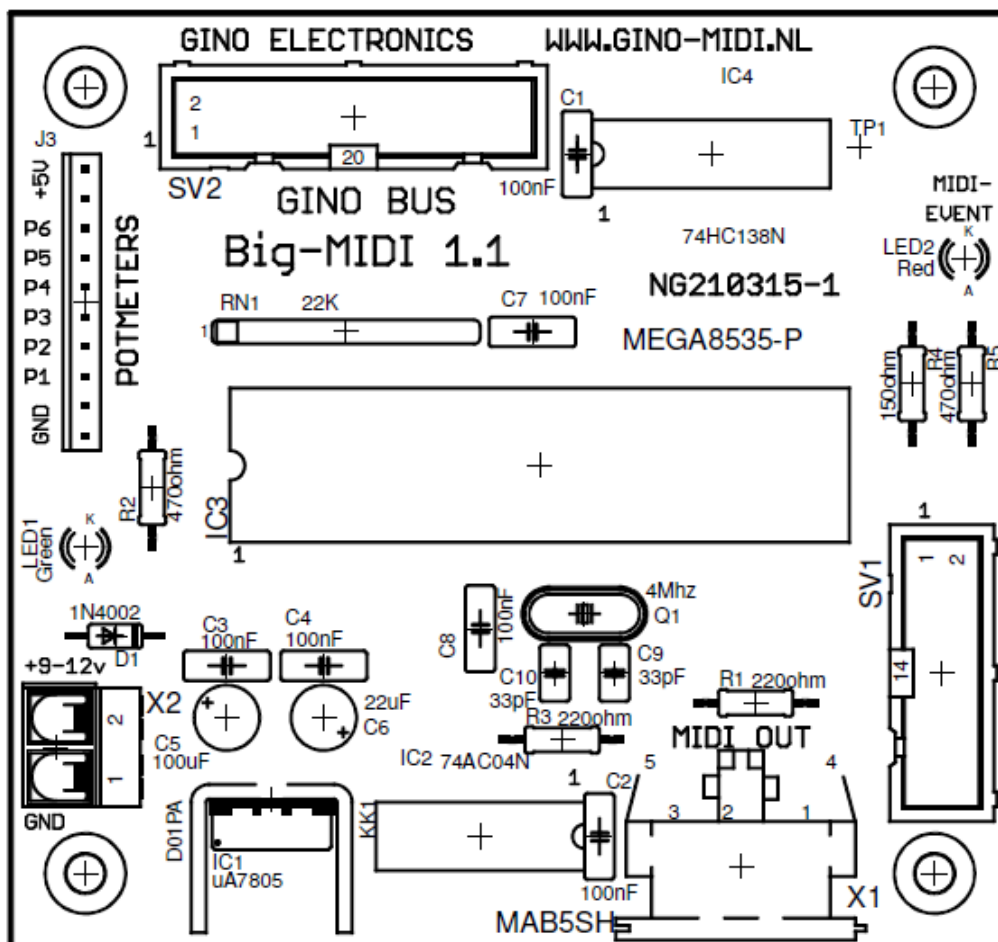 GINO ELECTRONICS
WWW.GINO-MIDI.NL
IC4
C1
TP1
2
1
1
20
SV2
100nF
1
74HC138N
GINO BUS
Big-MIDI 1.1
NG210315-1
MIDI-
EVENT
K
LED2
Red
A
J3
+5V
P6
P5
P4
P3
P2
P1
GND
POTMETERS
RN1
22K
1
C7
100nF
MEGA8535-P
150ohm
R4
470ohm
R5
R2
470ohm
IC3
1
LED1
Green
K
A
1N4002
D1
C3
100nF
C4
100nF
C8
100nF
4Mhz
Q1
C10
33pF
C9
33pF
1
1
2
SV1
14
+9-12v
X2
2
1
GND
C5
100uF
22uF
C6
R3 220ohm
R1 220ohm
MIDI OUT
IC2
74AC04N
1
C2
100nF
5
4
3
2
1
D01PA
KK1
IC1
uA7805
MAB5SH
X1